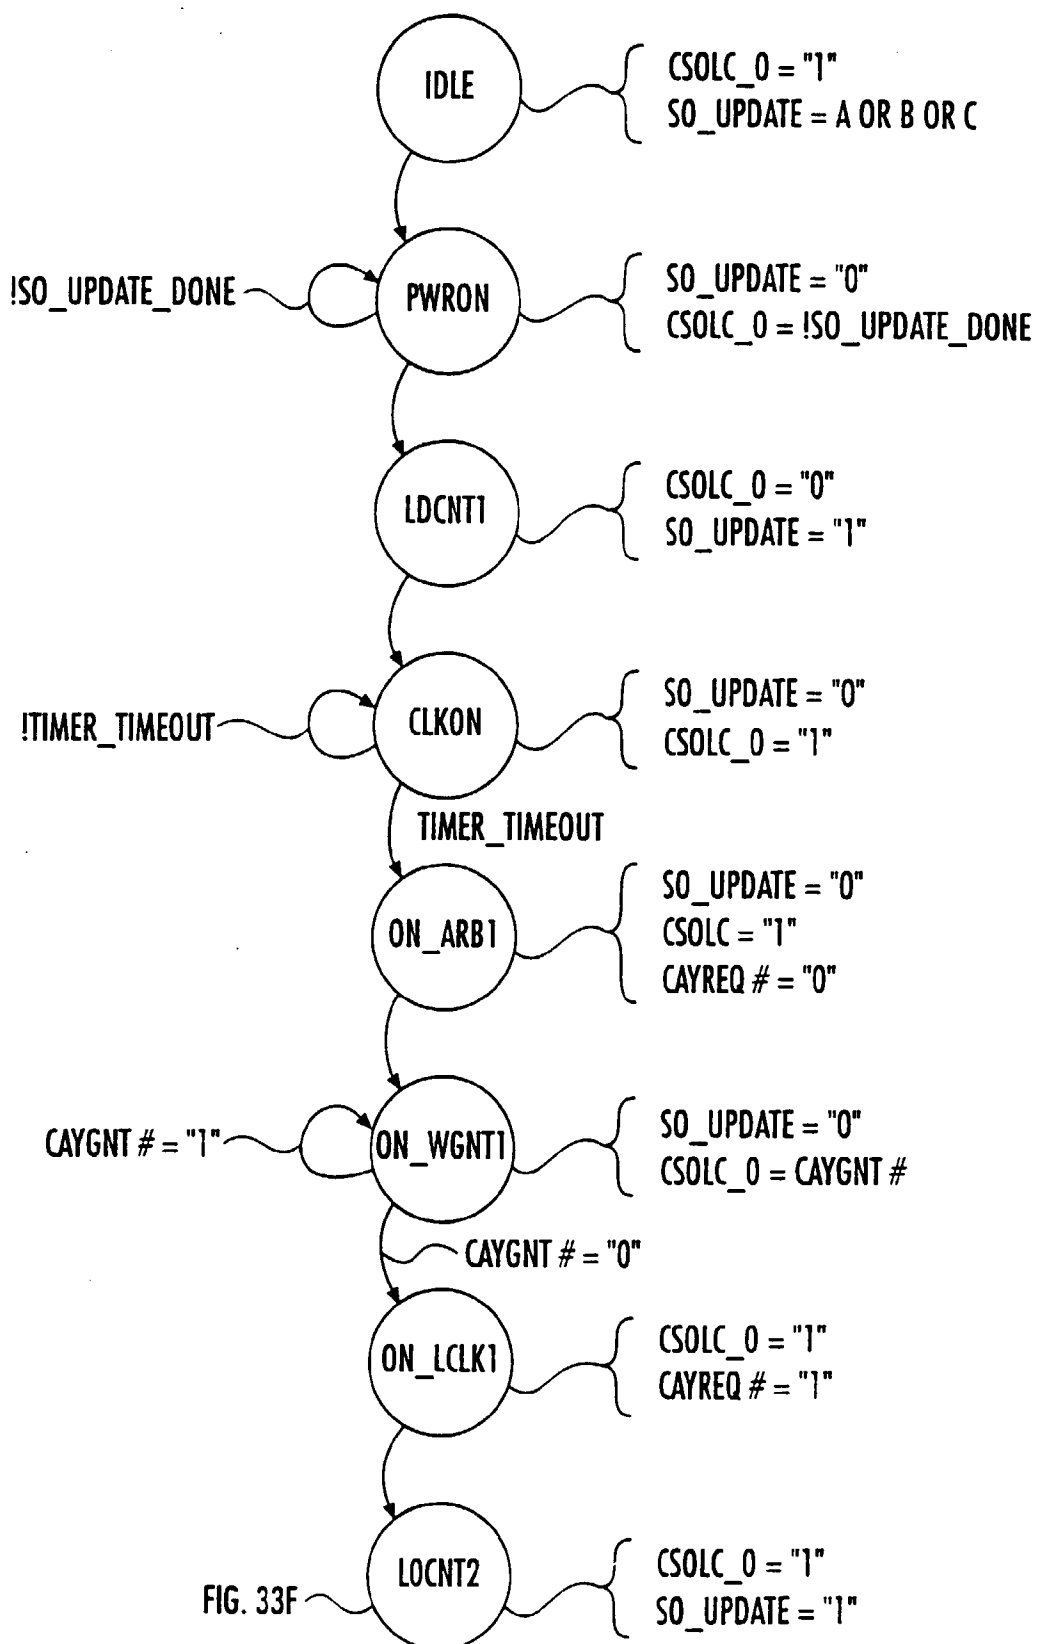 IDLE
CSOLC_0 = "1"
SO_UPDATE = A OR B OR C
!SO_UPDATE_DONE
PWRON
SO_UPDATE = "0"
CSOLC_0 = !SO_UPDATE_DONE
LDCNT1
CSOLC_0 = "0"
SO_UPDATE = "1"
!TIMER_TIMEOUT
CLKON
SO_UPDATE = "0"
CSOLC_0 = "1"
TIMER_TIMEOUT
ON_ARB1
SO_UPDATE = "0"
CSOLC = "1"
CAYREQ # = "0"
CAYGNT # = "1"
ON_WGNT1
SO_UPDATE = "0"
CSOLC_0 = CAYGNT #
CAYGNT # = "0"
ON_LCLK1
CSOLC_0 = "1"
CAYREQ # = "1"
FIG. 33F
LOCNT2
CSOLC_0 = "1"
SO_UPDATE = "1"